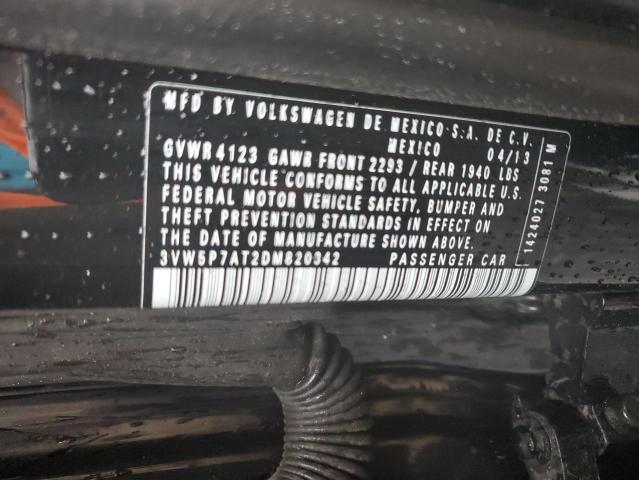 MFD BY VOLKSWAGEN DE MEXICO S.A. DE C.V.
MEXICO 04/13
GVWR 4123 GAWR FRONT 2293 / REAR 1940 LBS
THIS VEHICLE CONFORMS TO ALL APPLICABLE U.S.
FEDERAL MOTOR VEHICLE SAFETY, BUMPER AND
THEFT PREVENTION STANDARDS IN EFFECT ON
THE DATE OF MANUFACTURE SHOWN ABOVE.
3VW5P7AT2DM820342 PASSENGER CAR
1424027 3081 M